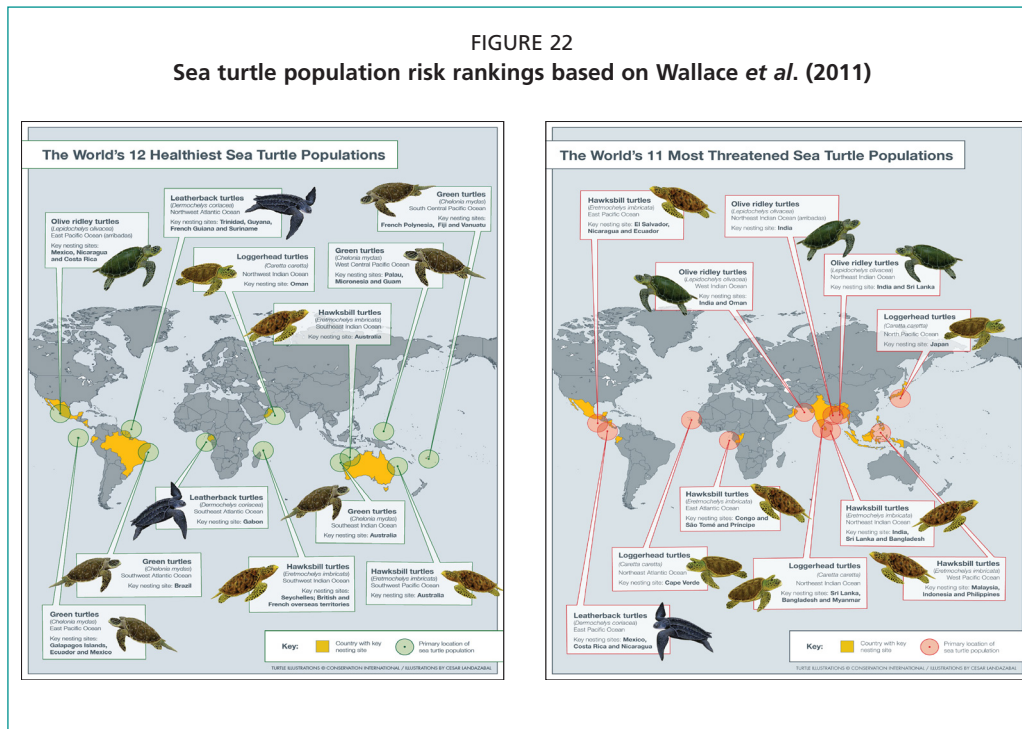 FIGURE 22
Sea turtle population risk rankings based on Wallace et al. (2011)
The World's 12 Healthiest Sea Turtle Populations
Leatherback turtles
(Dermochelys coriacea)
Northwest Atlantic Ocean
Key nesting sites: Trinidad, Guyana,
French Guiana and Suriname
Green turtles
(Chelonia mydas)
South Central Pacific Ocean
Key nesting sites:
French Polynesia, Fiji and Vanuatu
Olive ridley turtles
(Lepidochelys olivacea)
East Pacific Ocean (arribadas)
Key nesting sites:
Mexico, Nicaragua
and Costa Rica
Loggerhead turtles
(Caretta caretta)
Northwest Indian Ocean
Key nesting site: Oman
Green turtles
(Chelonia mydas)
West Central Pacific Ocean
Key nesting sites: Palau,
Micronesia and Guam
Hawksbill turtles
(Eretmochelys imbricata)
Southeast Indian Ocean
Key nesting site: Australia
Leatherback turtles
(Dermochelys coriacea)
Southeast Atlantic Ocean
Key nesting site: Gabon
Green turtles
(Chelonia mydas)
Southeast Indian Ocean
Key nesting site: Australia
Green turtles
(Chelonia mydas)
Southwest Atlantic Ocean
Key nesting site: Brazil
Hawksbill turtles
(Eretmochelys imbricata)
Southwest Indian Ocean
Key nesting sites:
Seychelles; British and
French overseas territories
Hawksbill turtles
(Eretmochelys imbricata)
Southwest Pacific Ocean
Key nesting site: Australia
Green turtles
(Chelonia mydas)
East Pacific Ocean
Key nesting sites:
Galapagos Islands,
Ecuador and Mexico
Key:
Country with key
nesting site
Primary location of
sea turtle population
TURTLE ILLUSTRATIONS © CONSERVATION INTERNATIONAL / ILLUSTRATIONS BY CESAR LANDAZABAL
The World's 11 Most Threatened Sea Turtle Populations
Hawksbill turtles
(Eretmochelys imbricata)
East Pacific Ocean
Key nesting sites: El Salvador,
Nicaragua and Ecuador
Olive ridley turtles
(Lepidochelys olivacea)
Northeast Indian Ocean (arribadas)
Key nesting site: India
Olive ridley turtles
(Lepidochelys olivacea)
West Indian Ocean
Key nesting sites:
India and Oman
Olive ridley turtles
(Lepidochelys olivacea)
Northeast Indian Ocean
Key nesting site: India and Sri Lanka
Loggerhead turtles
(Caretta caretta)
North Pacific Ocean
Key nesting site: Japan
Hawksbill turtles
(Eretmochelys imbricata)
East Atlantic Ocean
Key nesting sites: Congo and
São Tomé and Príncipe
Hawksbill turtles
(Eretmochelys imbricata)
Northeast Indian Ocean
Key nesting sites: India,
Sri Lanka and Bangladesh
Loggerhead turtles
(Caretta caretta)
Northeast Atlantic Ocean
Key nesting site: Cape Verde
Loggerhead turtles
(Caretta caretta)
Northeast Indian Ocean
Key nesting sites: Sri Lanka,
Bangladesh and Myanmar
Hawksbill turtles
(Eretmochelys imbricata)
West Pacific Ocean
Key nesting sites: Malaysia,
Indonesia and Philippines
Leatherback turtles
(Dermochelys coriacea)
East Pacific Ocean
Key nesting sites: Mexico,
Costa Rica and Nicaragua
Key:
Country with key
nesting site
Primary location of
sea turtle population
TURTLE ILLUSTRATIONS © CONSERVATION INTERNATIONAL / ILLUSTRATIONS BY CESAR LANDAZABAL